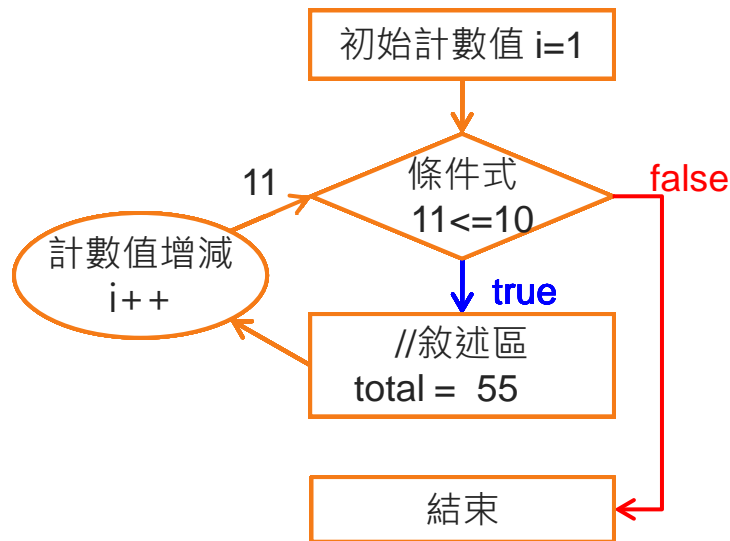 初始計數值 i=1
11
條件式
11<=10
false
計數值增減
i++
true
//敘述區
total = 55
結束